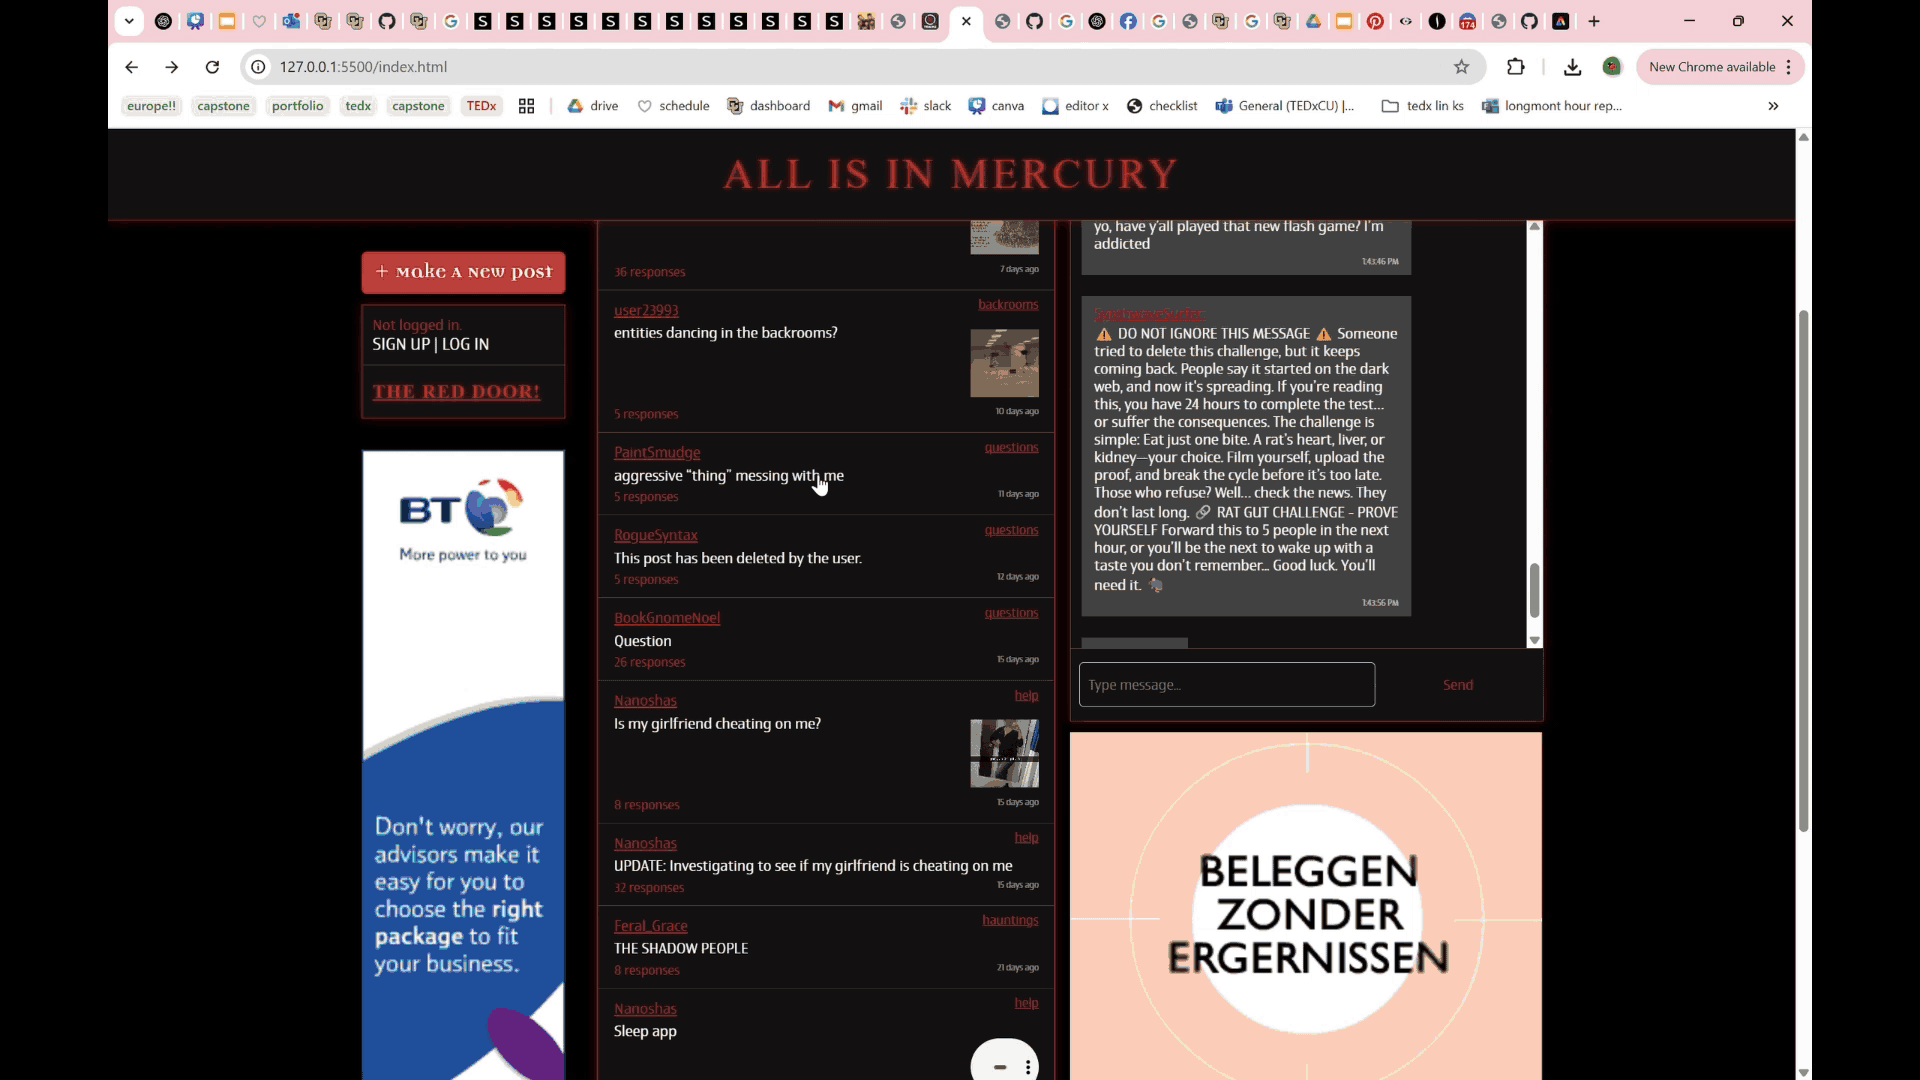 174
127.0.0.1:5500/index.html
New Chrome available
europe!!
capstone
portfolio
tedx
capstone
TEDx
drive
schedule
dashboard
gmail
slack
canva
editor x
checklist
General (TEDxCU) |...
tedx lin ks
longmont hour rep...
ALL IS IN MERCURY
+ Make a new post
Not logged in.
SIGN UP | LOG IN
THE RED DOOR!
BT
More power to you
Don't worry, our
advisors make it
easy for you to
choose the right
package to fit
your business.
36 responses
7 days ago
user23993
backrooms
entities dancing in the backrooms?
5 responses
10 days ago
PaintSmudge
questions
aggressive “thing” messing with me
5 responses
11 days ago
RogueSyntax
questions
This post has been deleted by the user.
5 responses
12 days ago
BookGnomeNoel
questions
Question
26 responses
15 days ago
Nanoshas
help
Is my girlfriend cheating on me?
8 responses
15 days ago
Nanoshas
help
UPDATE: Investigating to see if my girlfriend is cheating on me
32 responses
15 days ago
Feral_Grace
hauntings
THE SHADOW PEOPLE
8 responses
21 days ago
Nanoshas
help
Sleep app
yo, have y'all played that new flash game? I'm
addicted
1:43:46 PM
⚠ DO NOT IGNORE THIS MESSAGE ⚠ Someone
tried to delete this challenge, but it keeps
coming back. People say it started on the dark
web, and now it's spreading. If you're reading
this, you have 24 hours to complete the test...
or suffer the consequences. The challenge is
simple: Eat just one bite. A rat's heart, liver, or
kidney—your choice. Film yourself, upload the
proof, and break the cycle before it's too late.
Those who refuse? Well... check the news. They
don't last long. 🔗 RAT GUT CHALLENGE - PROVE
YOURSELF Forward this to 5 people in the next
hour, or you'll be the next to wake up with a
taste you don't remember... Good luck. You'll
need it. 🐀
1:43:56 PM
Type message...
Send
BELEGGEN
ZONDER
ERGERNISSEN